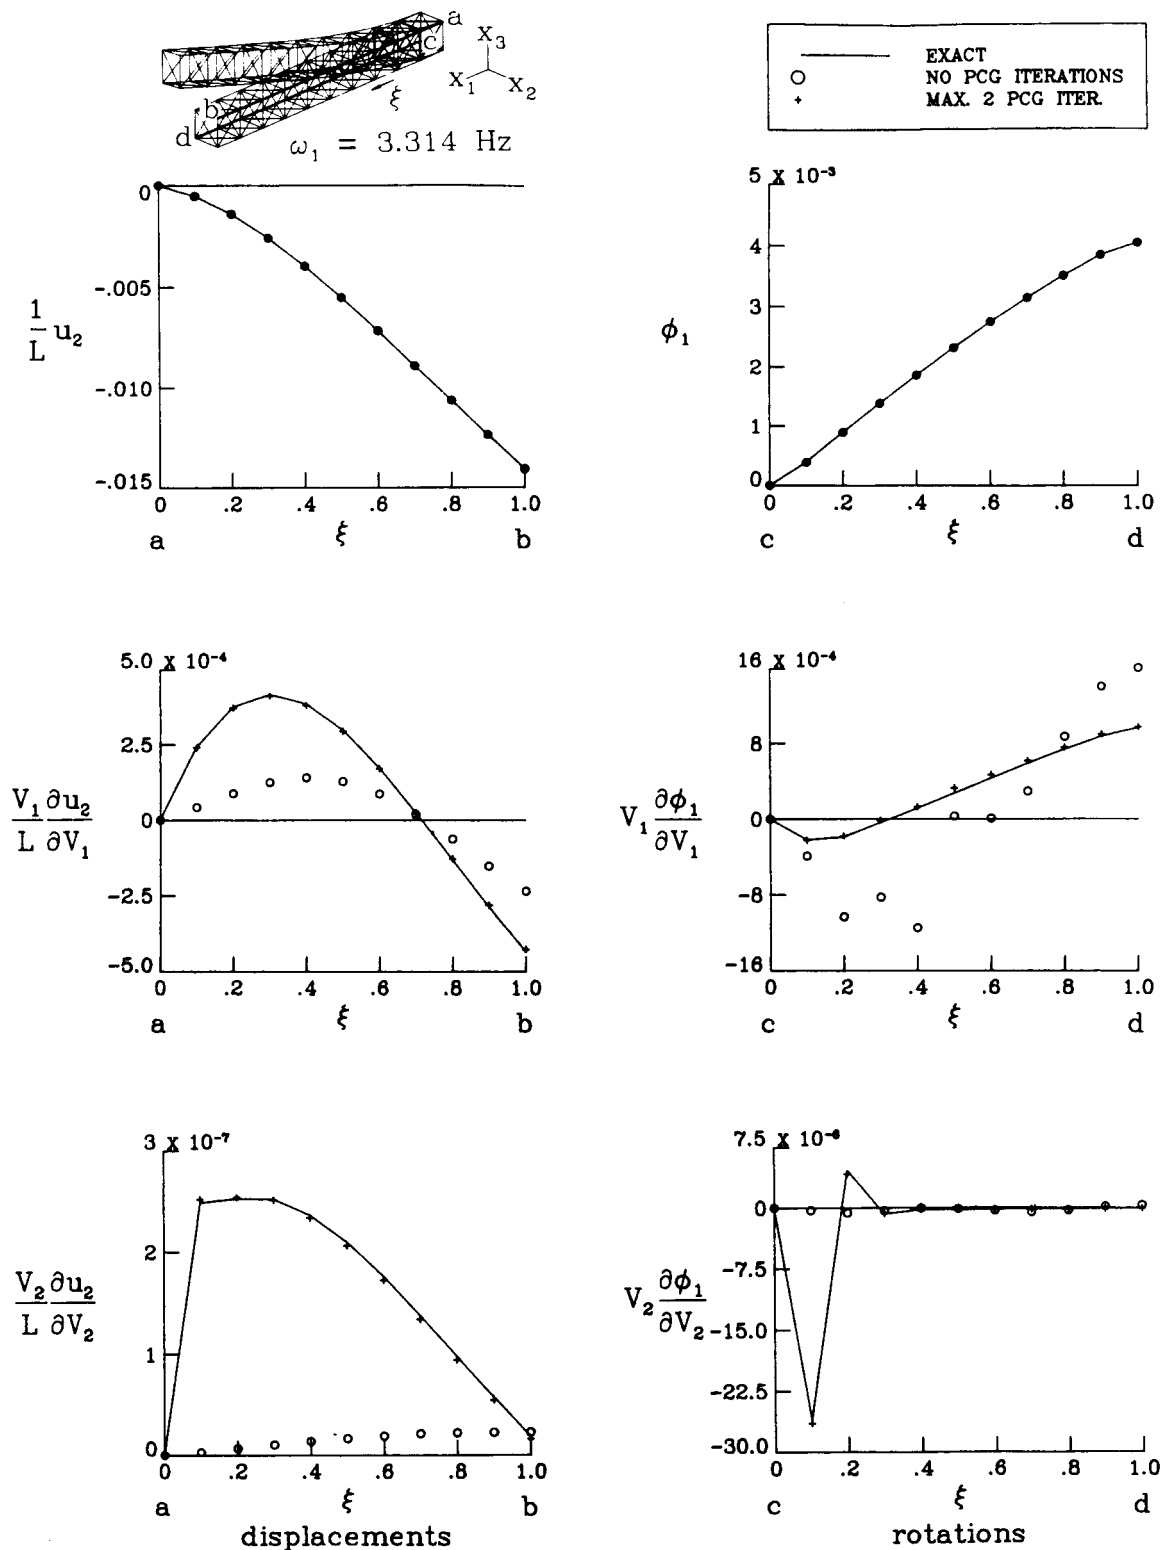 a
c
b
d
ξ
X₃
X₁ X₂
ω₁ = 3.314 Hz
EXACT
NO PCG ITERATIONS
MAX. 2 PCG ITER.
0
-.005
-.010
-.015
1/L u₂
0 .2 .4 .6 .8 1.0
a ξ b
5 X 10⁻³
4
3
2
1
0
ϕ₁
0 .2 .4 .6 .8 1.0
c ξ d
5.0 X 10⁻⁴
2.5
0
-2.5
-5.0
V₁/L ∂u₂/∂V₁
0 .2 .4 .6 .8 1.0
a ξ b
16 X 10⁻⁴
8
0
-8
-16
V₁ ∂ϕ₁/∂V₁
0 .2 .4 .6 .8 1.0
c ξ d
3 X 10⁻⁷
2
1
0
V₂/L ∂u₂/∂V₂
0 .2 .4 .6 .8 1.0
a ξ b
displacements
7.5 X 10⁻⁶
0
-7.5
-15.0
-22.5
-30.0
V₂ ∂ϕ₁/∂V₂
0 .2 .4 .6 .8 1.0
c ξ d
rotations